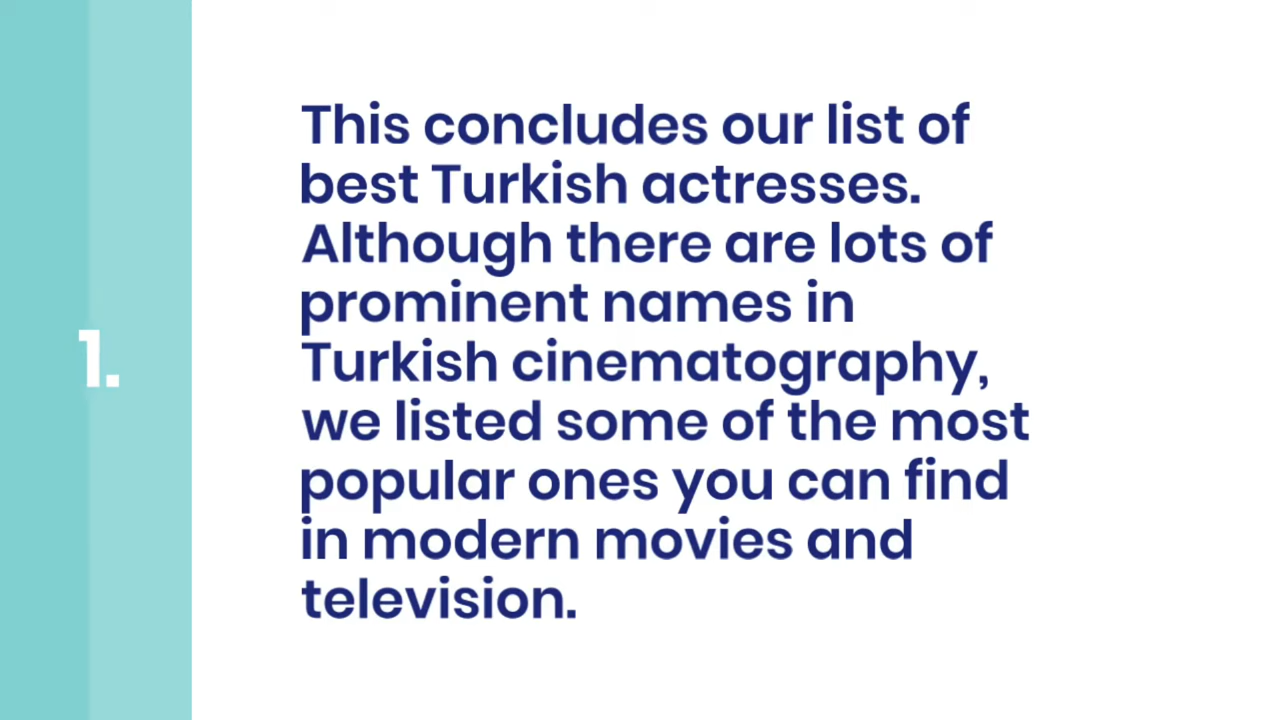 1.
This concludes our list of
best Turkish actresses.
Although there are lots of
prominent names in
Turkish cinematography,
we listed some of the most
popular ones you can find
in modern movies and
television.